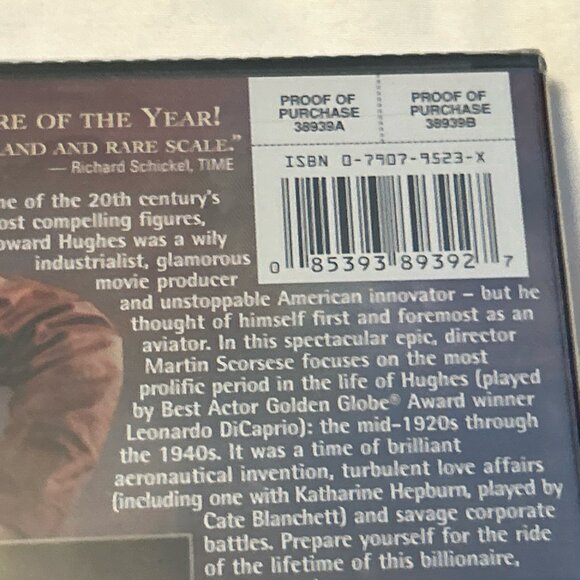 RE OF THE YEAR!
AND AND RARE SCALE."
— Richard Schickel, TIME
PROOF OF
PURCHASE
38939A
PROOF OF
PURCHASE
38939B
ISBN 0-7907-9523-X
0 85393 89392 7
ne of the 20th century's
ost compelling figures,
oward Hughes was a wily
industrialist, glamorous
movie producer
and unstoppable American innovator – but he
thought of himself first and foremost as an
aviator. In this spectacular epic, director
Martin Scorsese focuses on the most
prolific period in the life of Hughes (played
by Best Actor Golden Globe® Award winner
Leonardo DiCaprio): the mid-1920s through
the 1940s. It was a time of brilliant
aeronautical invention, turbulent love affairs
(including one with Katharine Hepburn, played by
Cate Blanchett) and savage corporate
battles. Prepare yourself for the ride
of the lifetime of this billionaire,